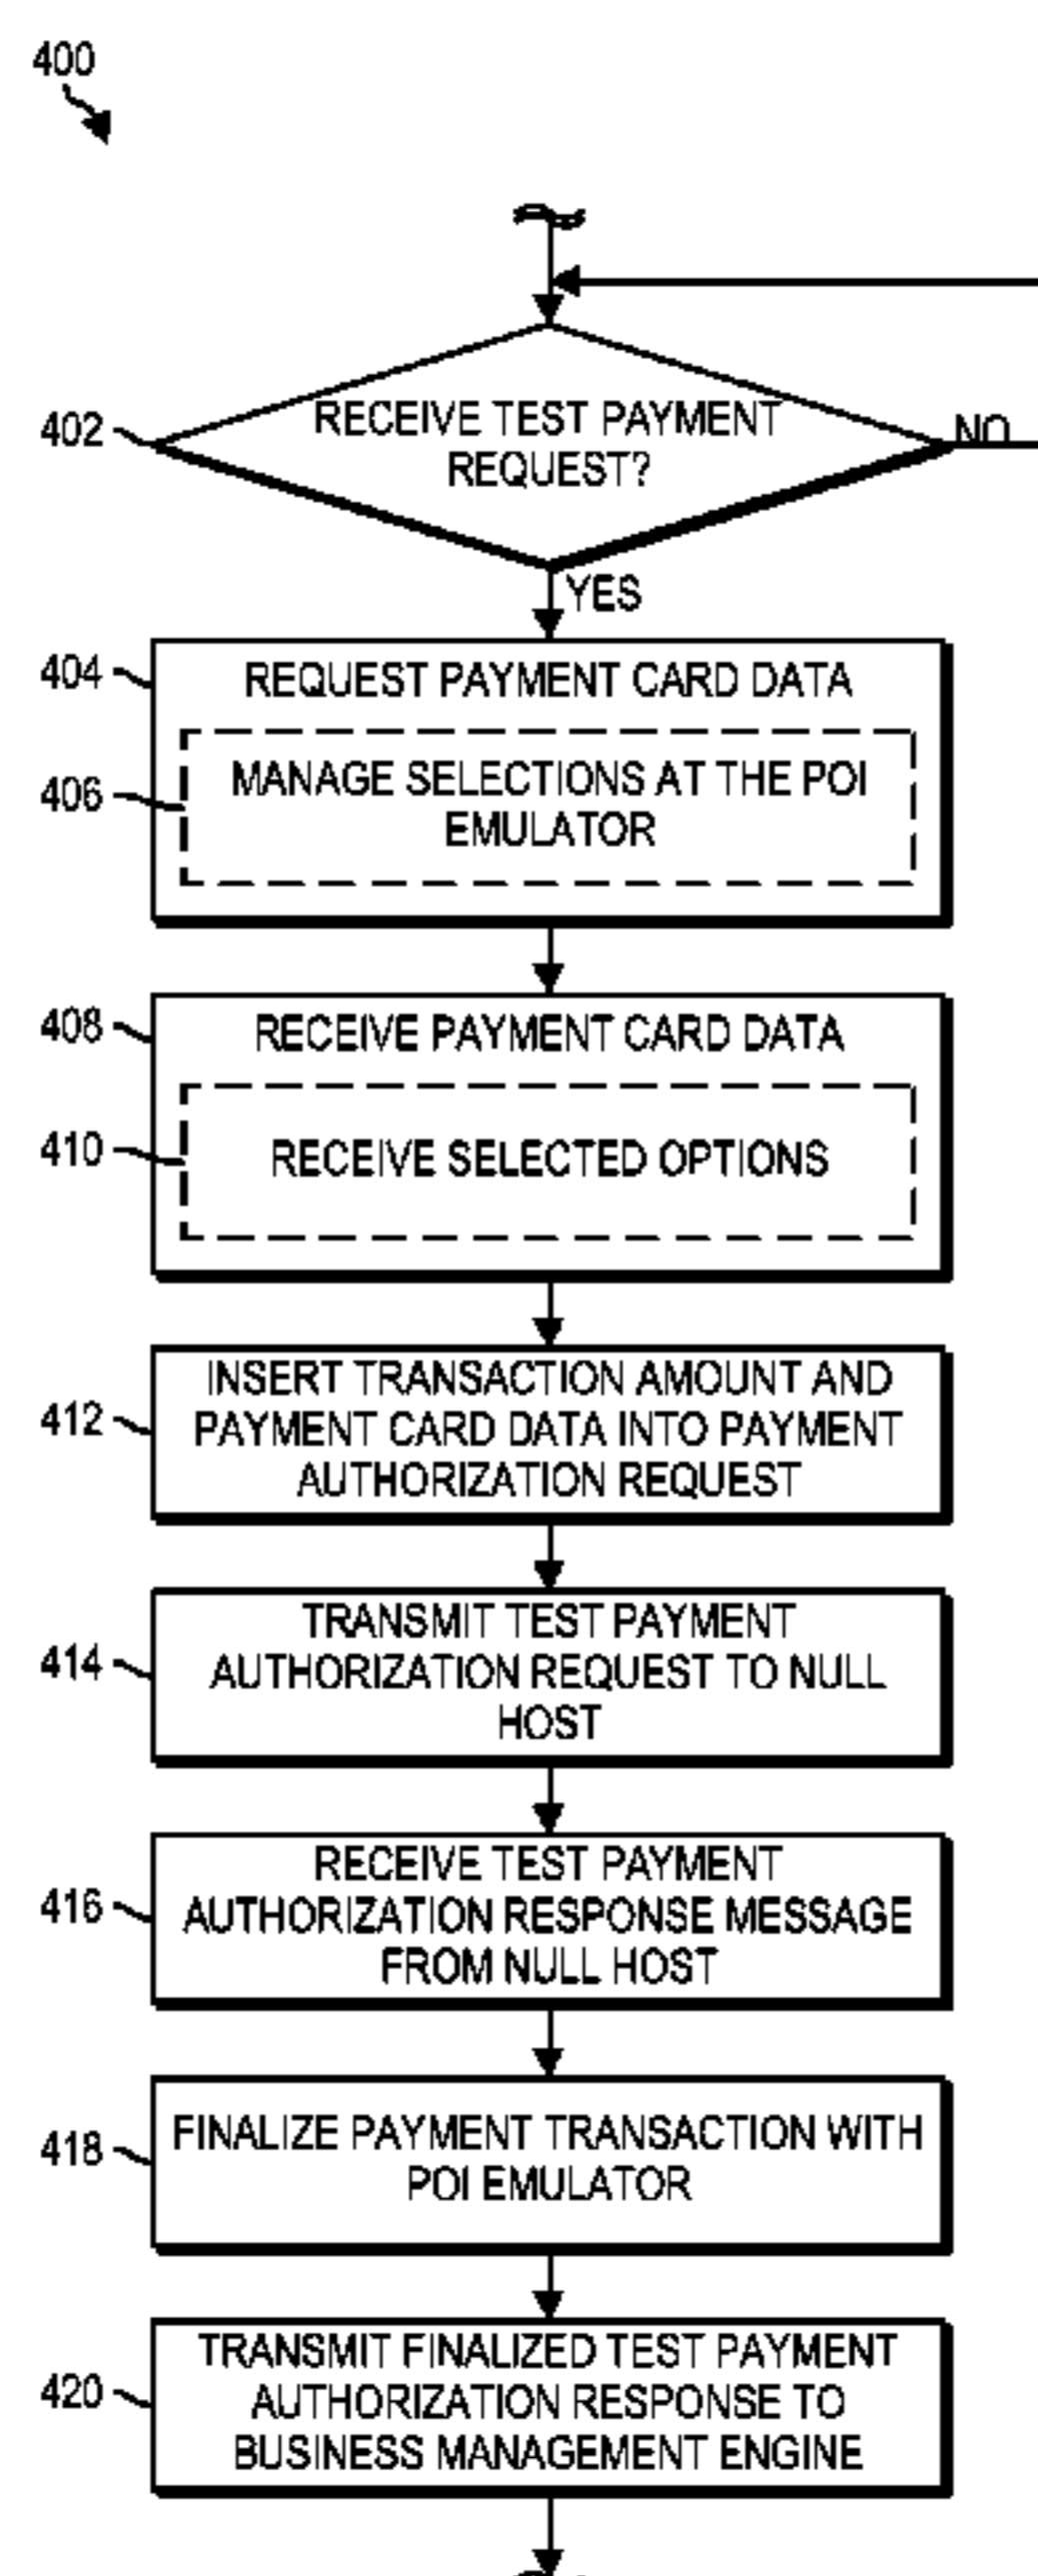 400
402
RECEIVE TEST PAYMENT
REQUEST?
NO
YES
404
REQUEST PAYMENT CARD DATA
406
MANAGE SELECTIONS AT THE POI
EMULATOR
408
RECEIVE PAYMENT CARD DATA
410
RECEIVE SELECTED OPTIONS
412
INSERT TRANSACTION AMOUNT AND
PAYMENT CARD DATA INTO PAYMENT
AUTHORIZATION REQUEST
414
TRANSMIT TEST PAYMENT
AUTHORIZATION REQUEST TO NULL
HOST
416
RECEIVE TEST PAYMENT
AUTHORIZATION RESPONSE MESSAGE
FROM NULL HOST
418
FINALIZE PAYMENT TRANSACTION WITH
POI EMULATOR
420
TRANSMIT FINALIZED TEST PAYMENT
AUTHORIZATION RESPONSE TO
BUSINESS MANAGEMENT ENGINE